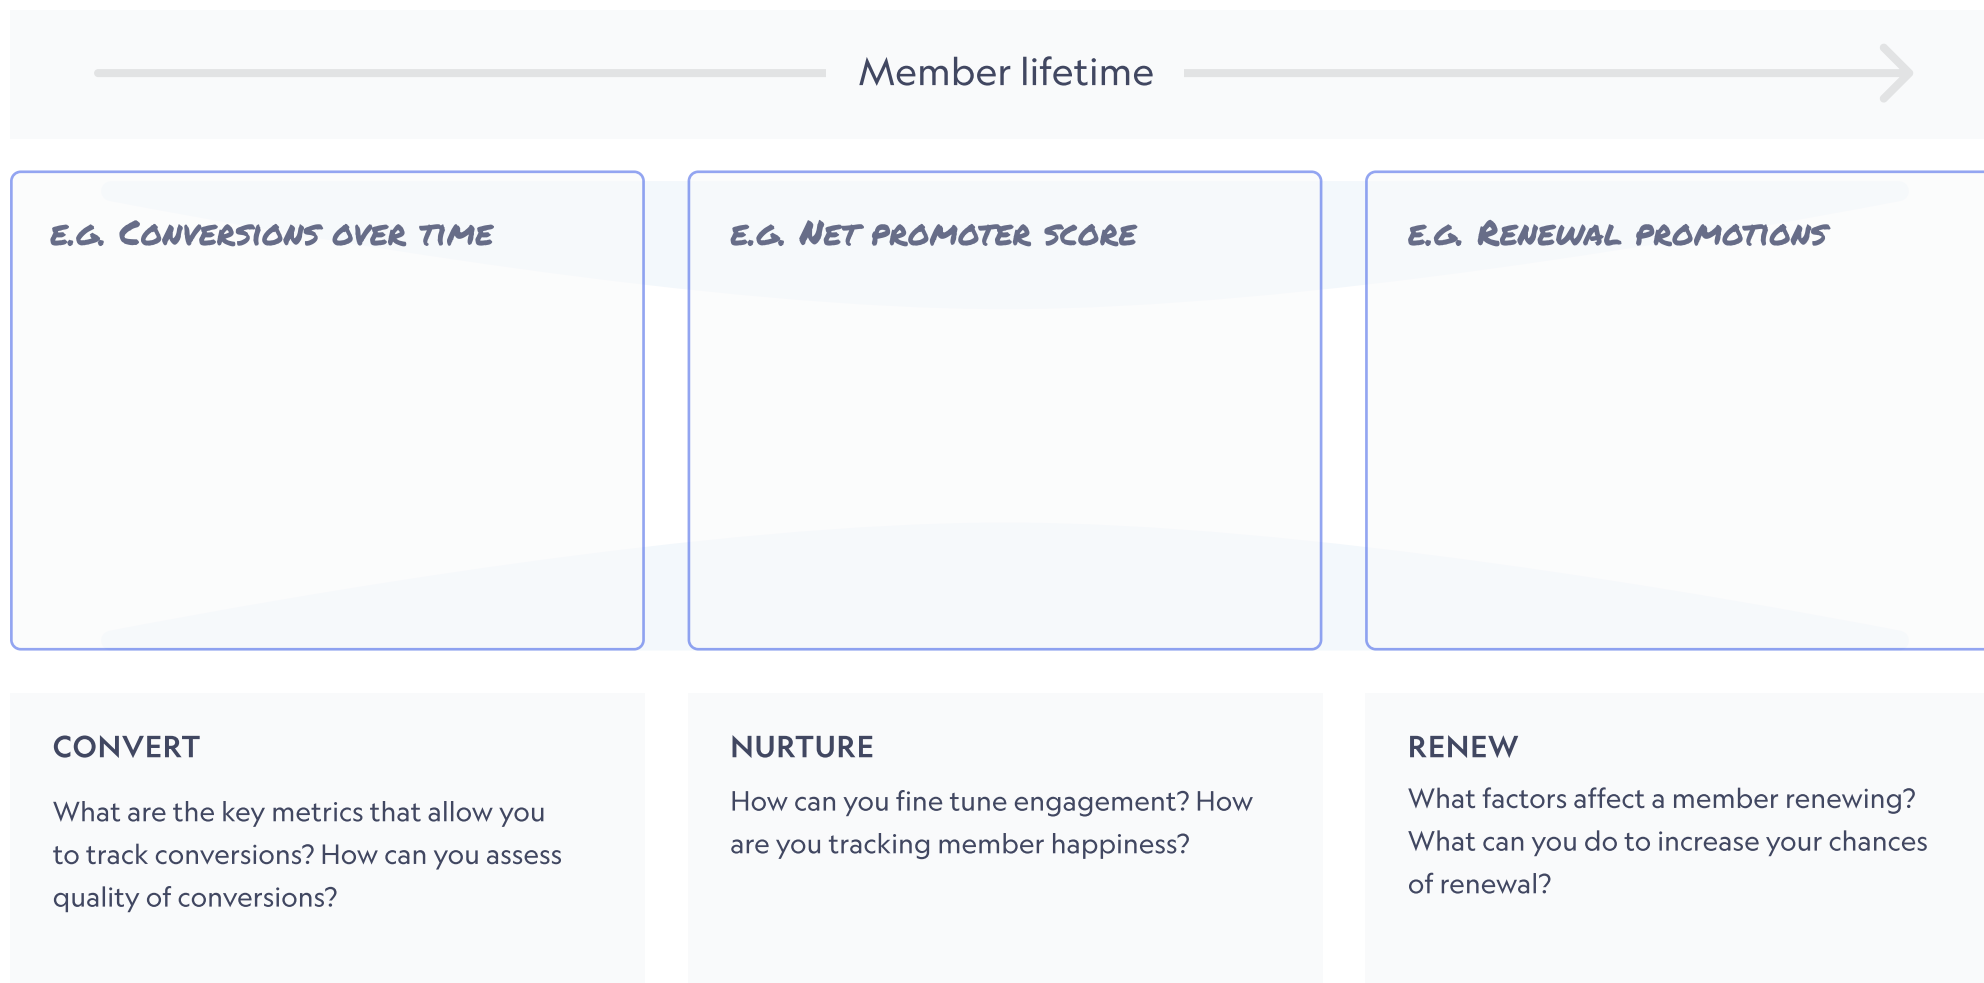 Member lifetime
e.g. Conversions over time
e.g. Net promoter score
e.g. Renewal promotions
CONVERT
What are the key metrics that allow you
to track conversions? How can you assess
quality of conversions?
NURTURE
How can you fine tune engagement? How
are you tracking member happiness?
RENEW
What factors affect a member renewing?
What can you do to increase your chances
of renewal?